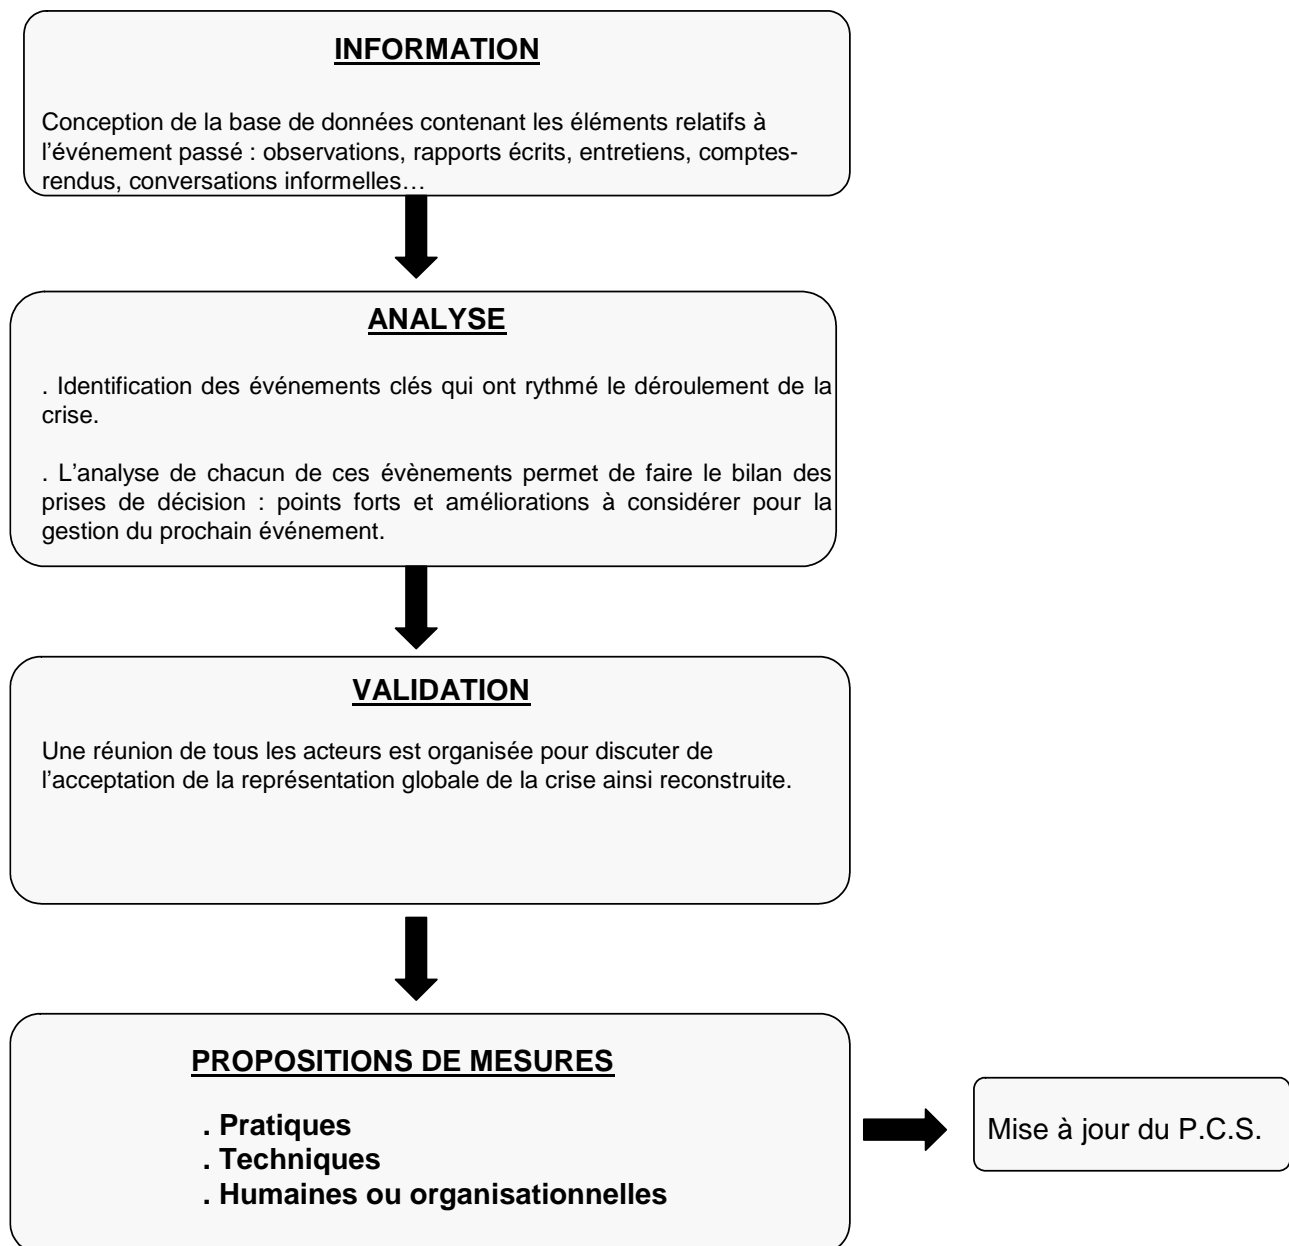 INFORMATION
Conception de la base de données contenant les éléments relatifs à
l’événement passé : observations, rapports écrits, entretiens, comptes-
rendus, conversations informelles…
ANALYSE
. Identification des événements clés qui ont rythmé le déroulement de la
crise.
. L’analyse de chacun de ces évènements permet de faire le bilan des
prises de décision : points forts et améliorations à considérer pour la
gestion du prochain événement.
VALIDATION
Une réunion de tous les acteurs est organisée pour discuter de
l’acceptation de la représentation globale de la crise ainsi reconstruite.
PROPOSITIONS DE MESURES
. Pratiques
. Techniques
. Humaines ou organisationnelles
Mise à jour du P.C.S.